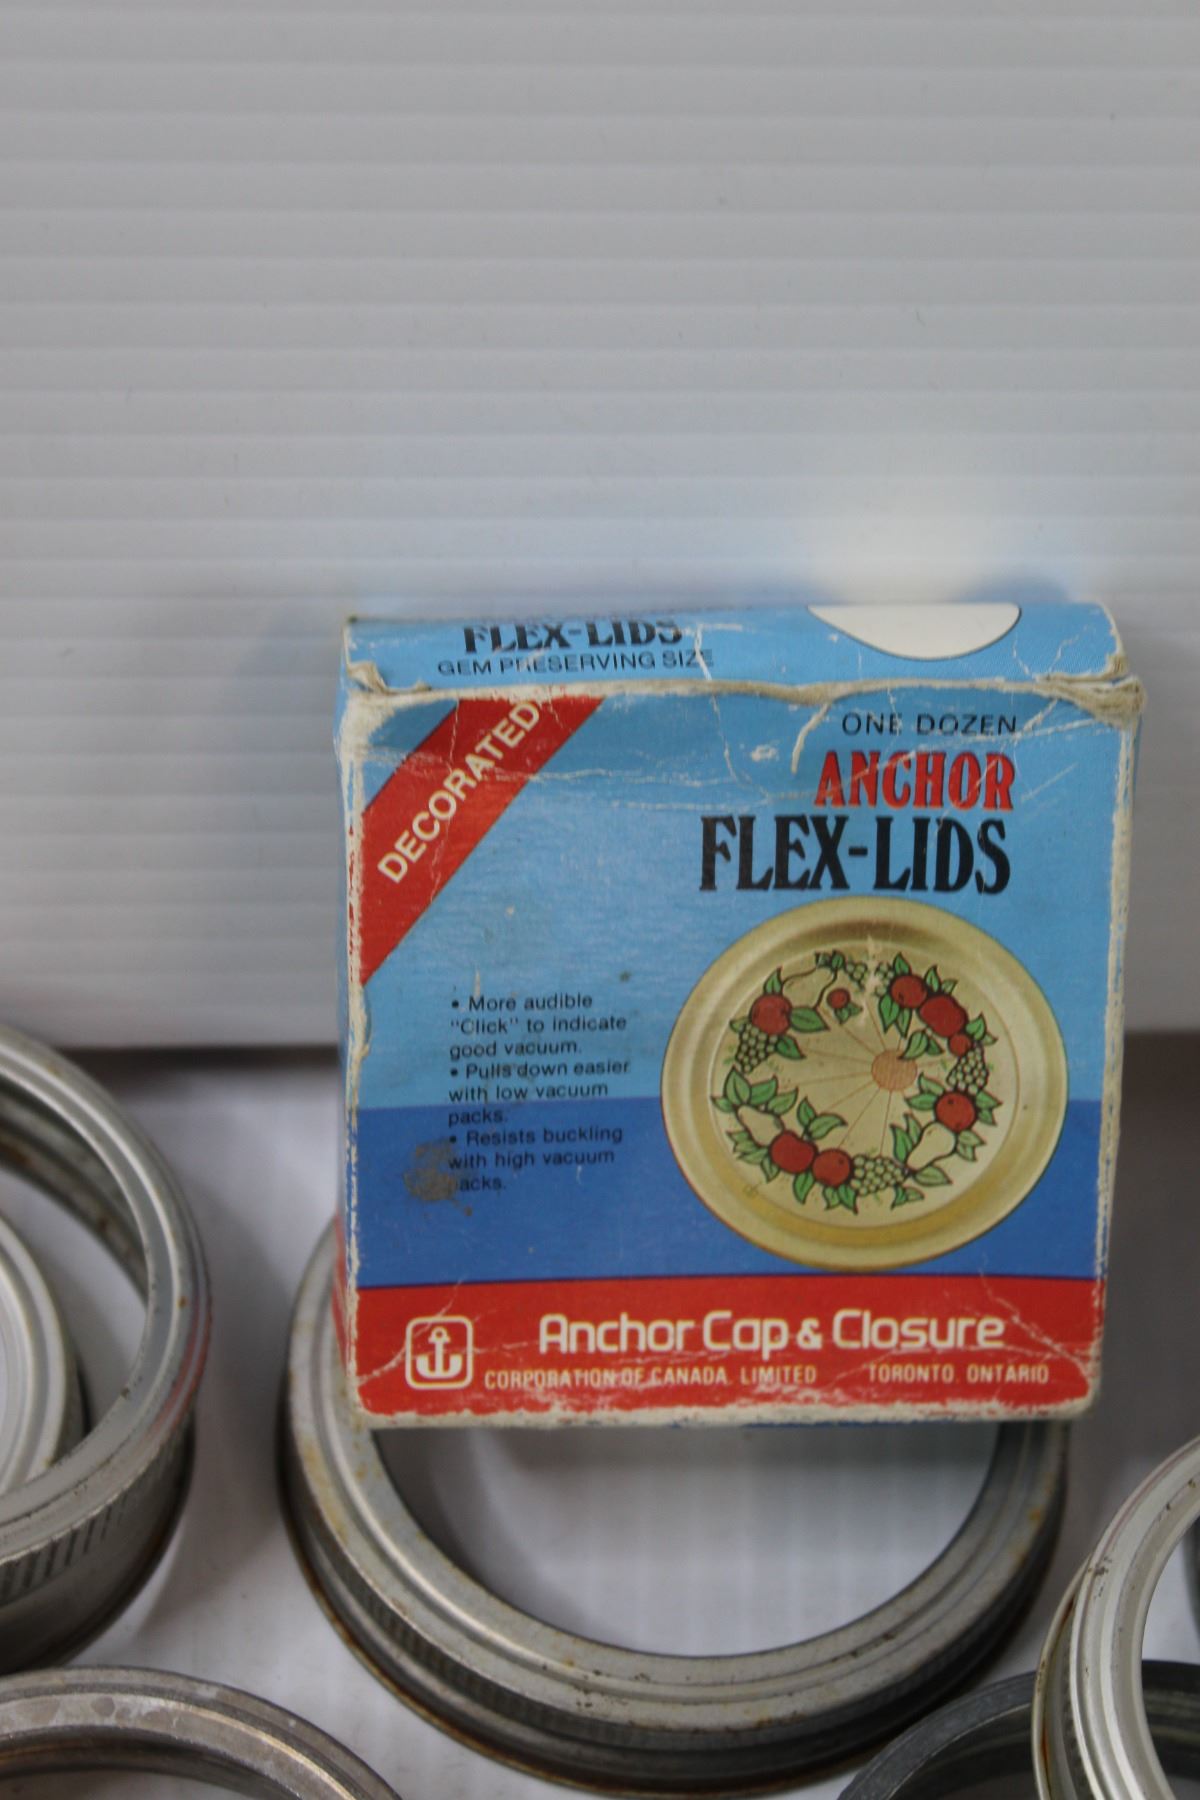 FLEX-LIDS
GEM PRESERVING SIZE
DECORATED
ONE DOZEN
ANCHOR
FLEX-LIDS
• More audible
"Click" to indicate
good vacuum.
• Pulls down easier
with low vacuum
packs.
• Resists buckling
with high vacuum
packs.
Anchor Cap & Closure
CORPORATION OF CANADA, LIMITED TORONTO, ONTARIO